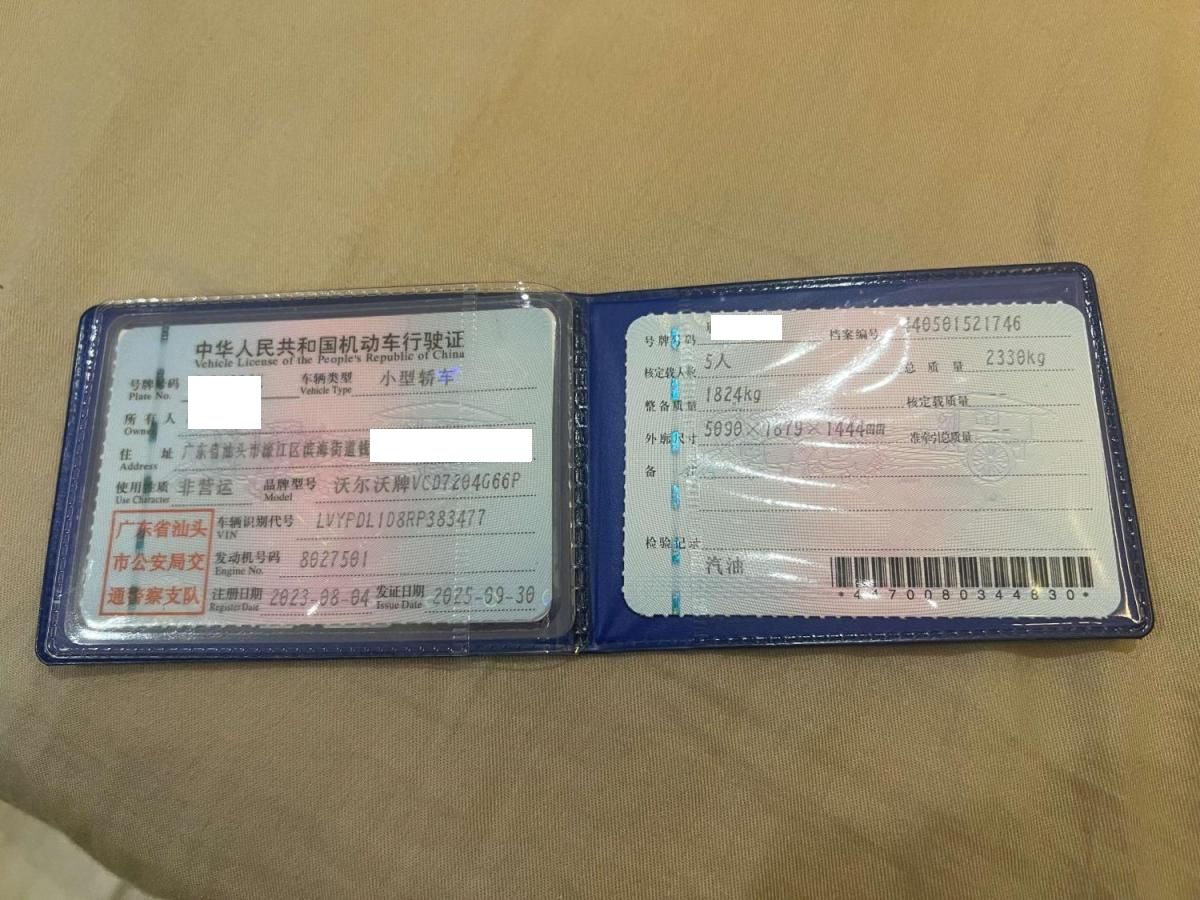 中华人民共和国机动车行驶证
Vehicle License of the People's Republic of China
号牌号码 车辆类型 小型轿车
Plate No. Vehicle Type
所有人
Owner
住址 广东省汕头市濠江区滨海街道钱
Address
使用性质 非营运 品牌型号 沃尔沃牌VCD7204G66P
Use Character Model
广东省汕头
市公安局交
通警察支队
车辆识别代号 LVYPDL1D8RP383477
VIN
发动机号码 8027501
Engine No.
注册日期 2023-08-04 发证日期 2025-09-30
Register Date Issue Date
号牌号码 档案编号 440501521746
核定载人数 5人 总质量 2330kg
整备质量 1824kg 核定载质量
外廓尺寸 5090×1879×1444mm 准牵引总质量
备注
检验记录
汽油
*4470080344830*